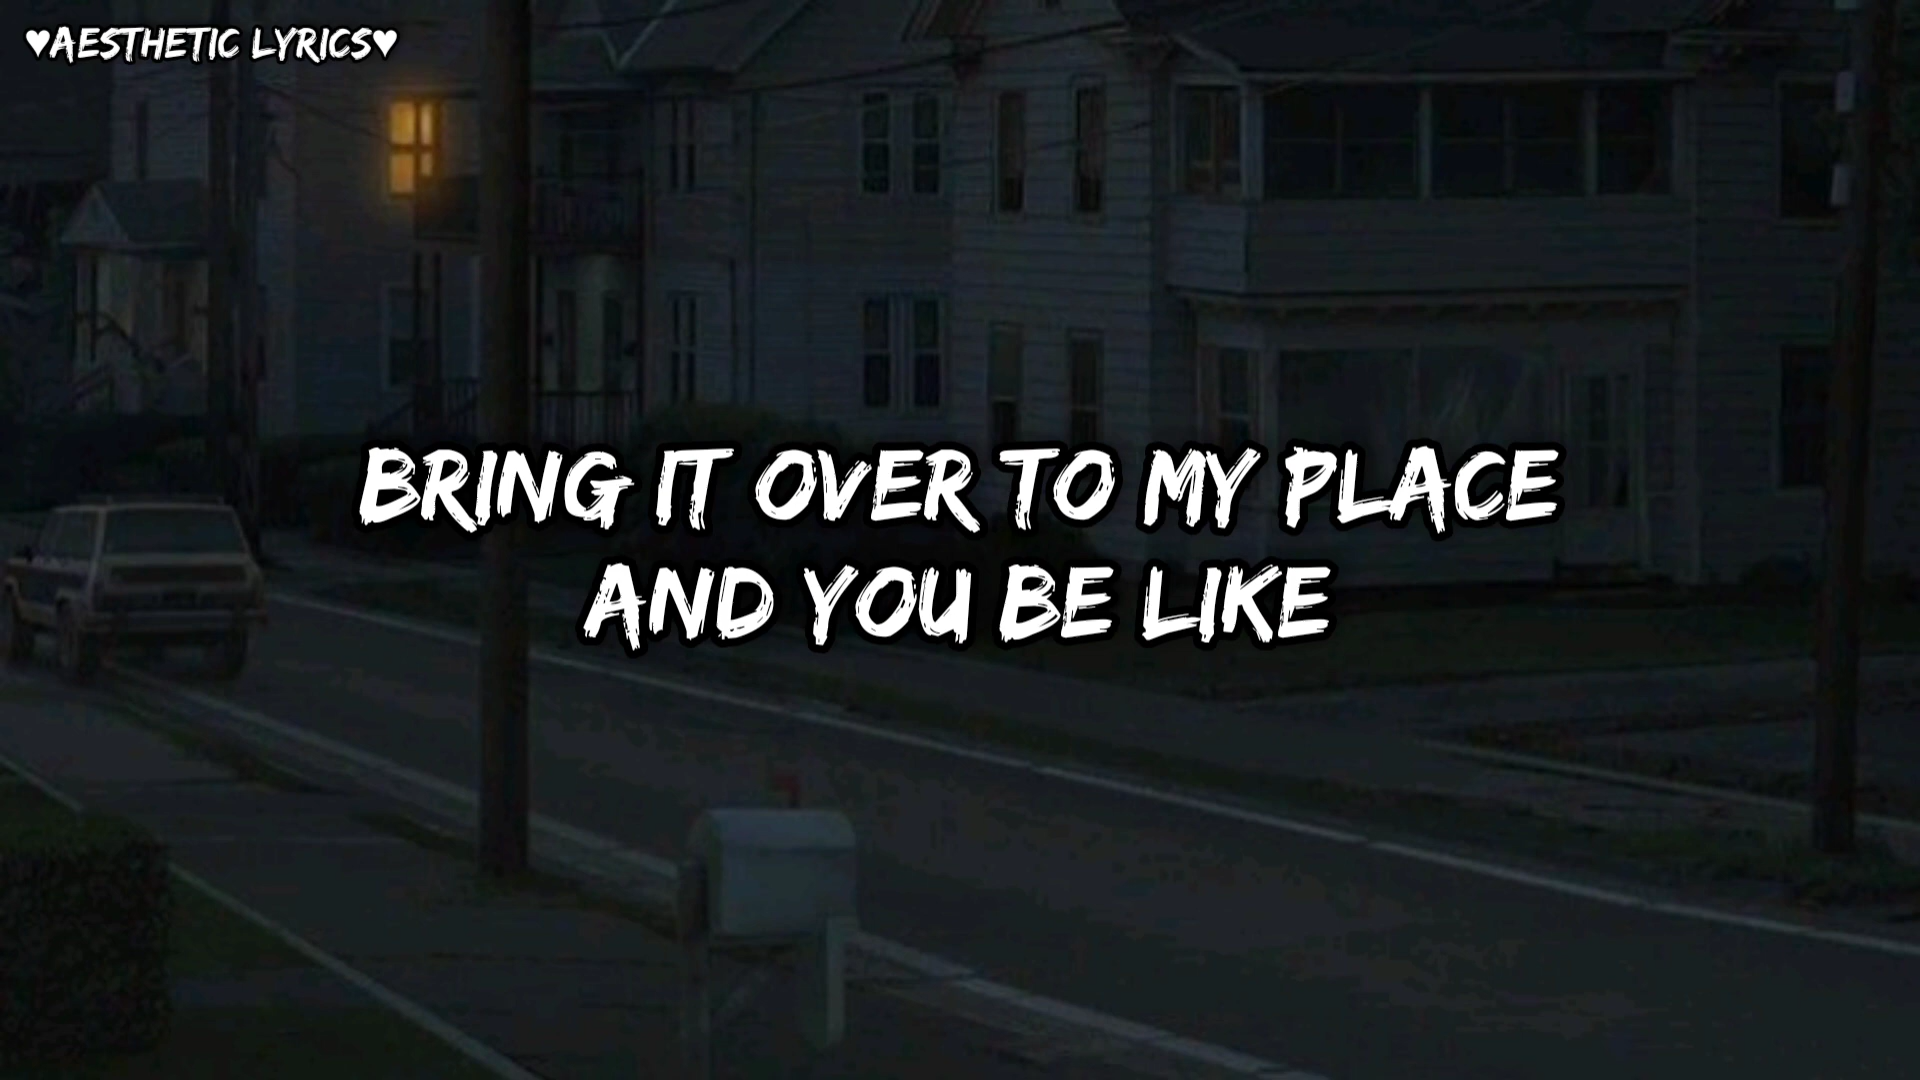 ♥AESTHETIC LYRICS♥
BRING IT OVER TO MY PLACE
AND YOU BE LIKE